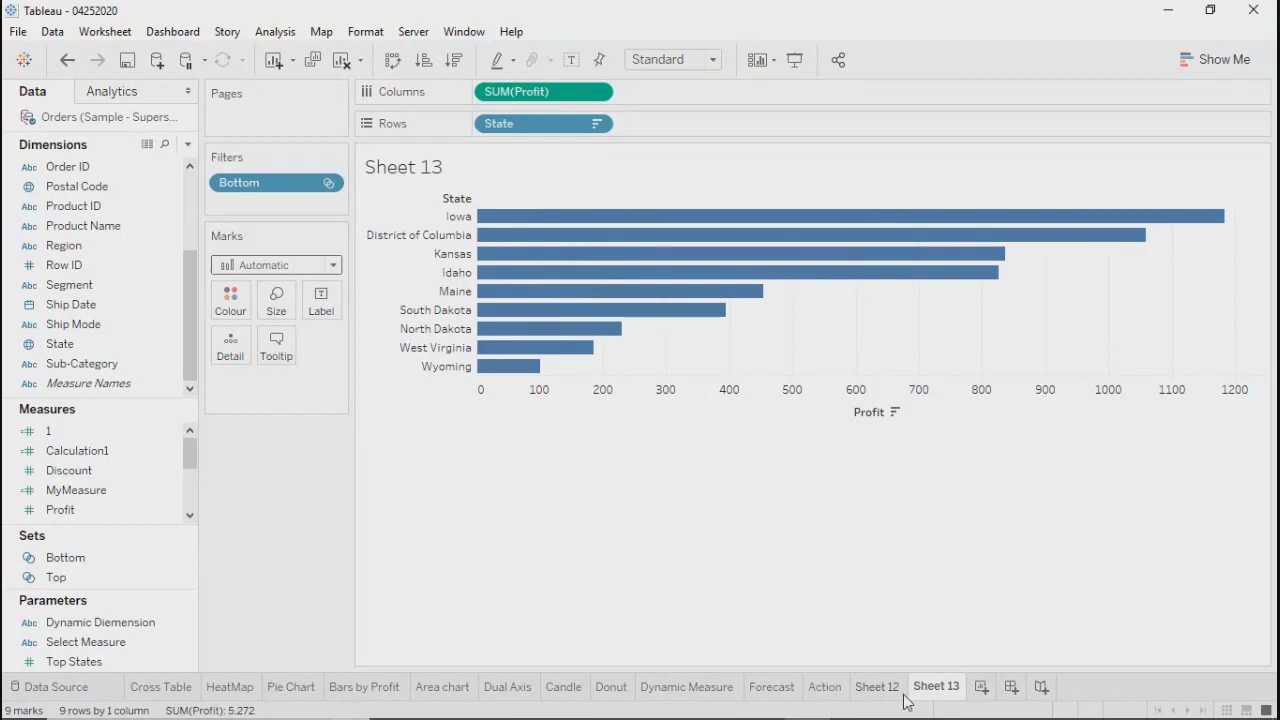 Tableau - 04252020
File Data Worksheet Dashboard Story Analysis Map Format Server Window Help
Standard
Show Me
Data Analytics
Orders (Sample - Supers...
Dimensions
Order ID
Postal Code
Product ID
Product Name
Region
Row ID
Segment
Ship Date
Ship Mode
State
Sub-Category
Measure Names
Measures
1
Calculation1
Discount
MyMeasure
Profit
Sets
Bottom
Top
Parameters
Dynamic Diemension
Select Measure
Top States
Pages
Filters
Bottom
Marks
Automatic
Colour Size Label
Detail Tooltip
Columns SUM(Profit)
Rows State
Sheet 13
State
Iowa
District of Columbia
Kansas
Idaho
Maine
South Dakota
North Dakota
West Virginia
Wyoming
0 100 200 300 400 500 600 700 800 900 1000 1100 1200
Profit
Data Source Cross Table HeatMap Pie Chart Bars by Profit Area chart Dual Axis Candle Donut Dynamic Measure Forecast Action Sheet 12 Sheet 13
9 marks 9 rows by 1 column SUM(Profit): 5.272